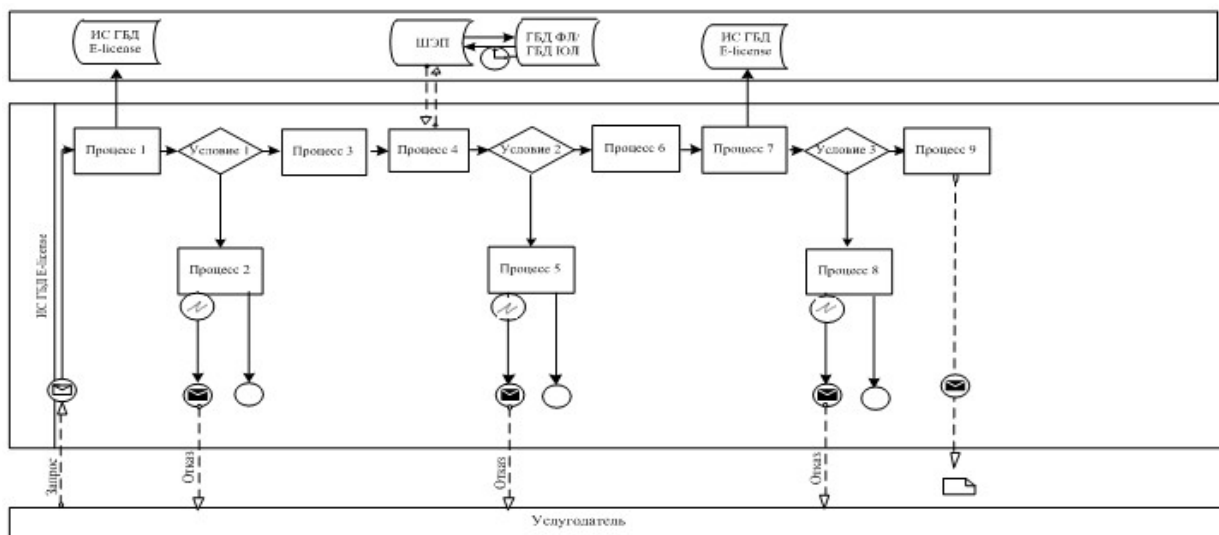 ИС ГБД
E-license
ШЭП
ГБД ФЛ/
ГБД ЮЛ
ИС ГБД
E-license
ИС ГБД E-license
Процесс 1
Условие 1
Процесс 3
Процесс 4
Условие 2
Процесс 6
Процесс 7
Условие 3
Процесс 9
Процесс 2
Процесс 5
Процесс 8
Запрос
Отказ
Отказ
Отказ
Услугодатель